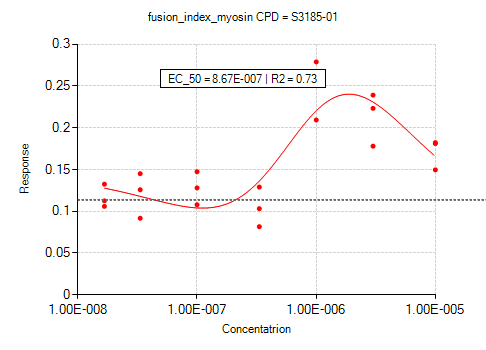 fusion_index_myosin CPD = S3185-01
EC_50 = 8.67E-007 | R2 = 0.73
Response
0.3
0.25
0.2
0.15
0.1
0.05
0
1.00E-008
1.00E-007
1.00E-006
1.00E-005
Concentatrion